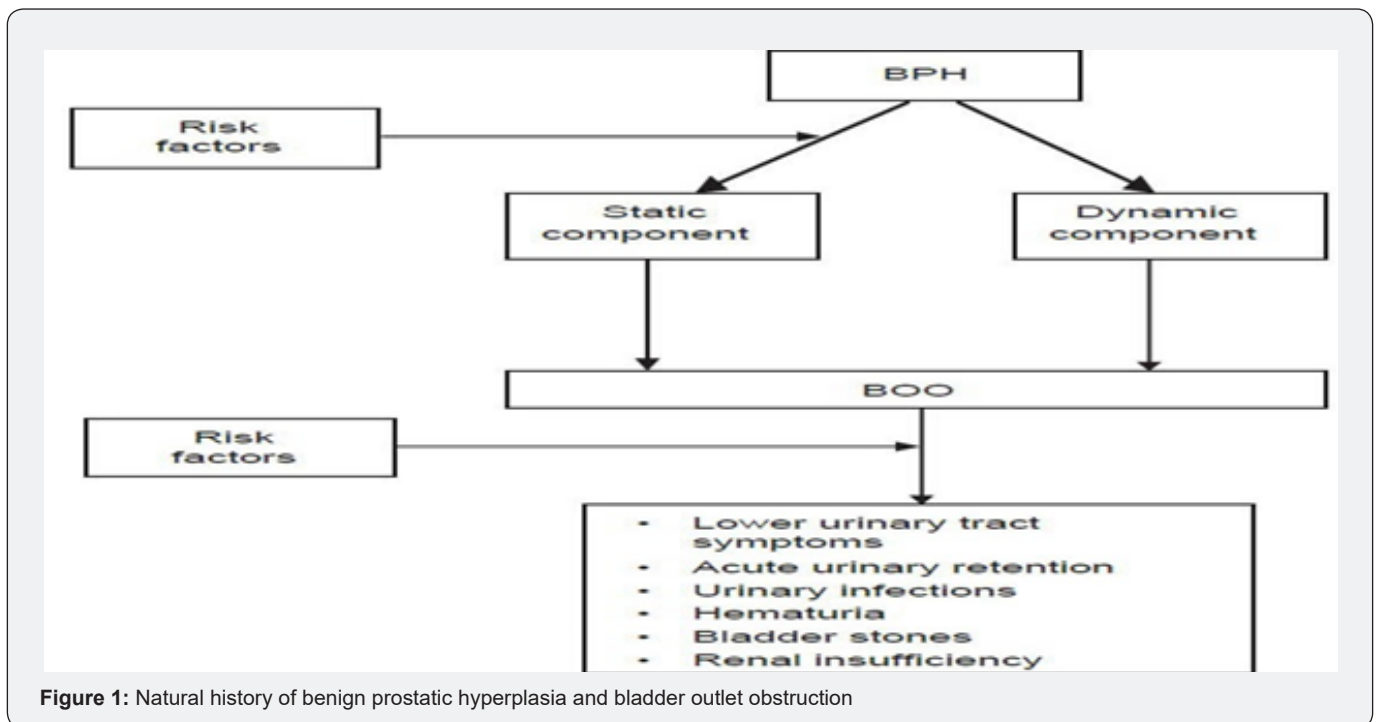 BPH
Risk
factors
Static
component
Dynamic
component
BOO
Risk
factors
• Lower urinary tract
symptoms
• Acute urinary retention
• Urinary infections
• Hematuria
• Bladder stones
• Renal insufficiency
Figure 1: Natural history of benign prostatic hyperplasia and bladder outlet obstruction